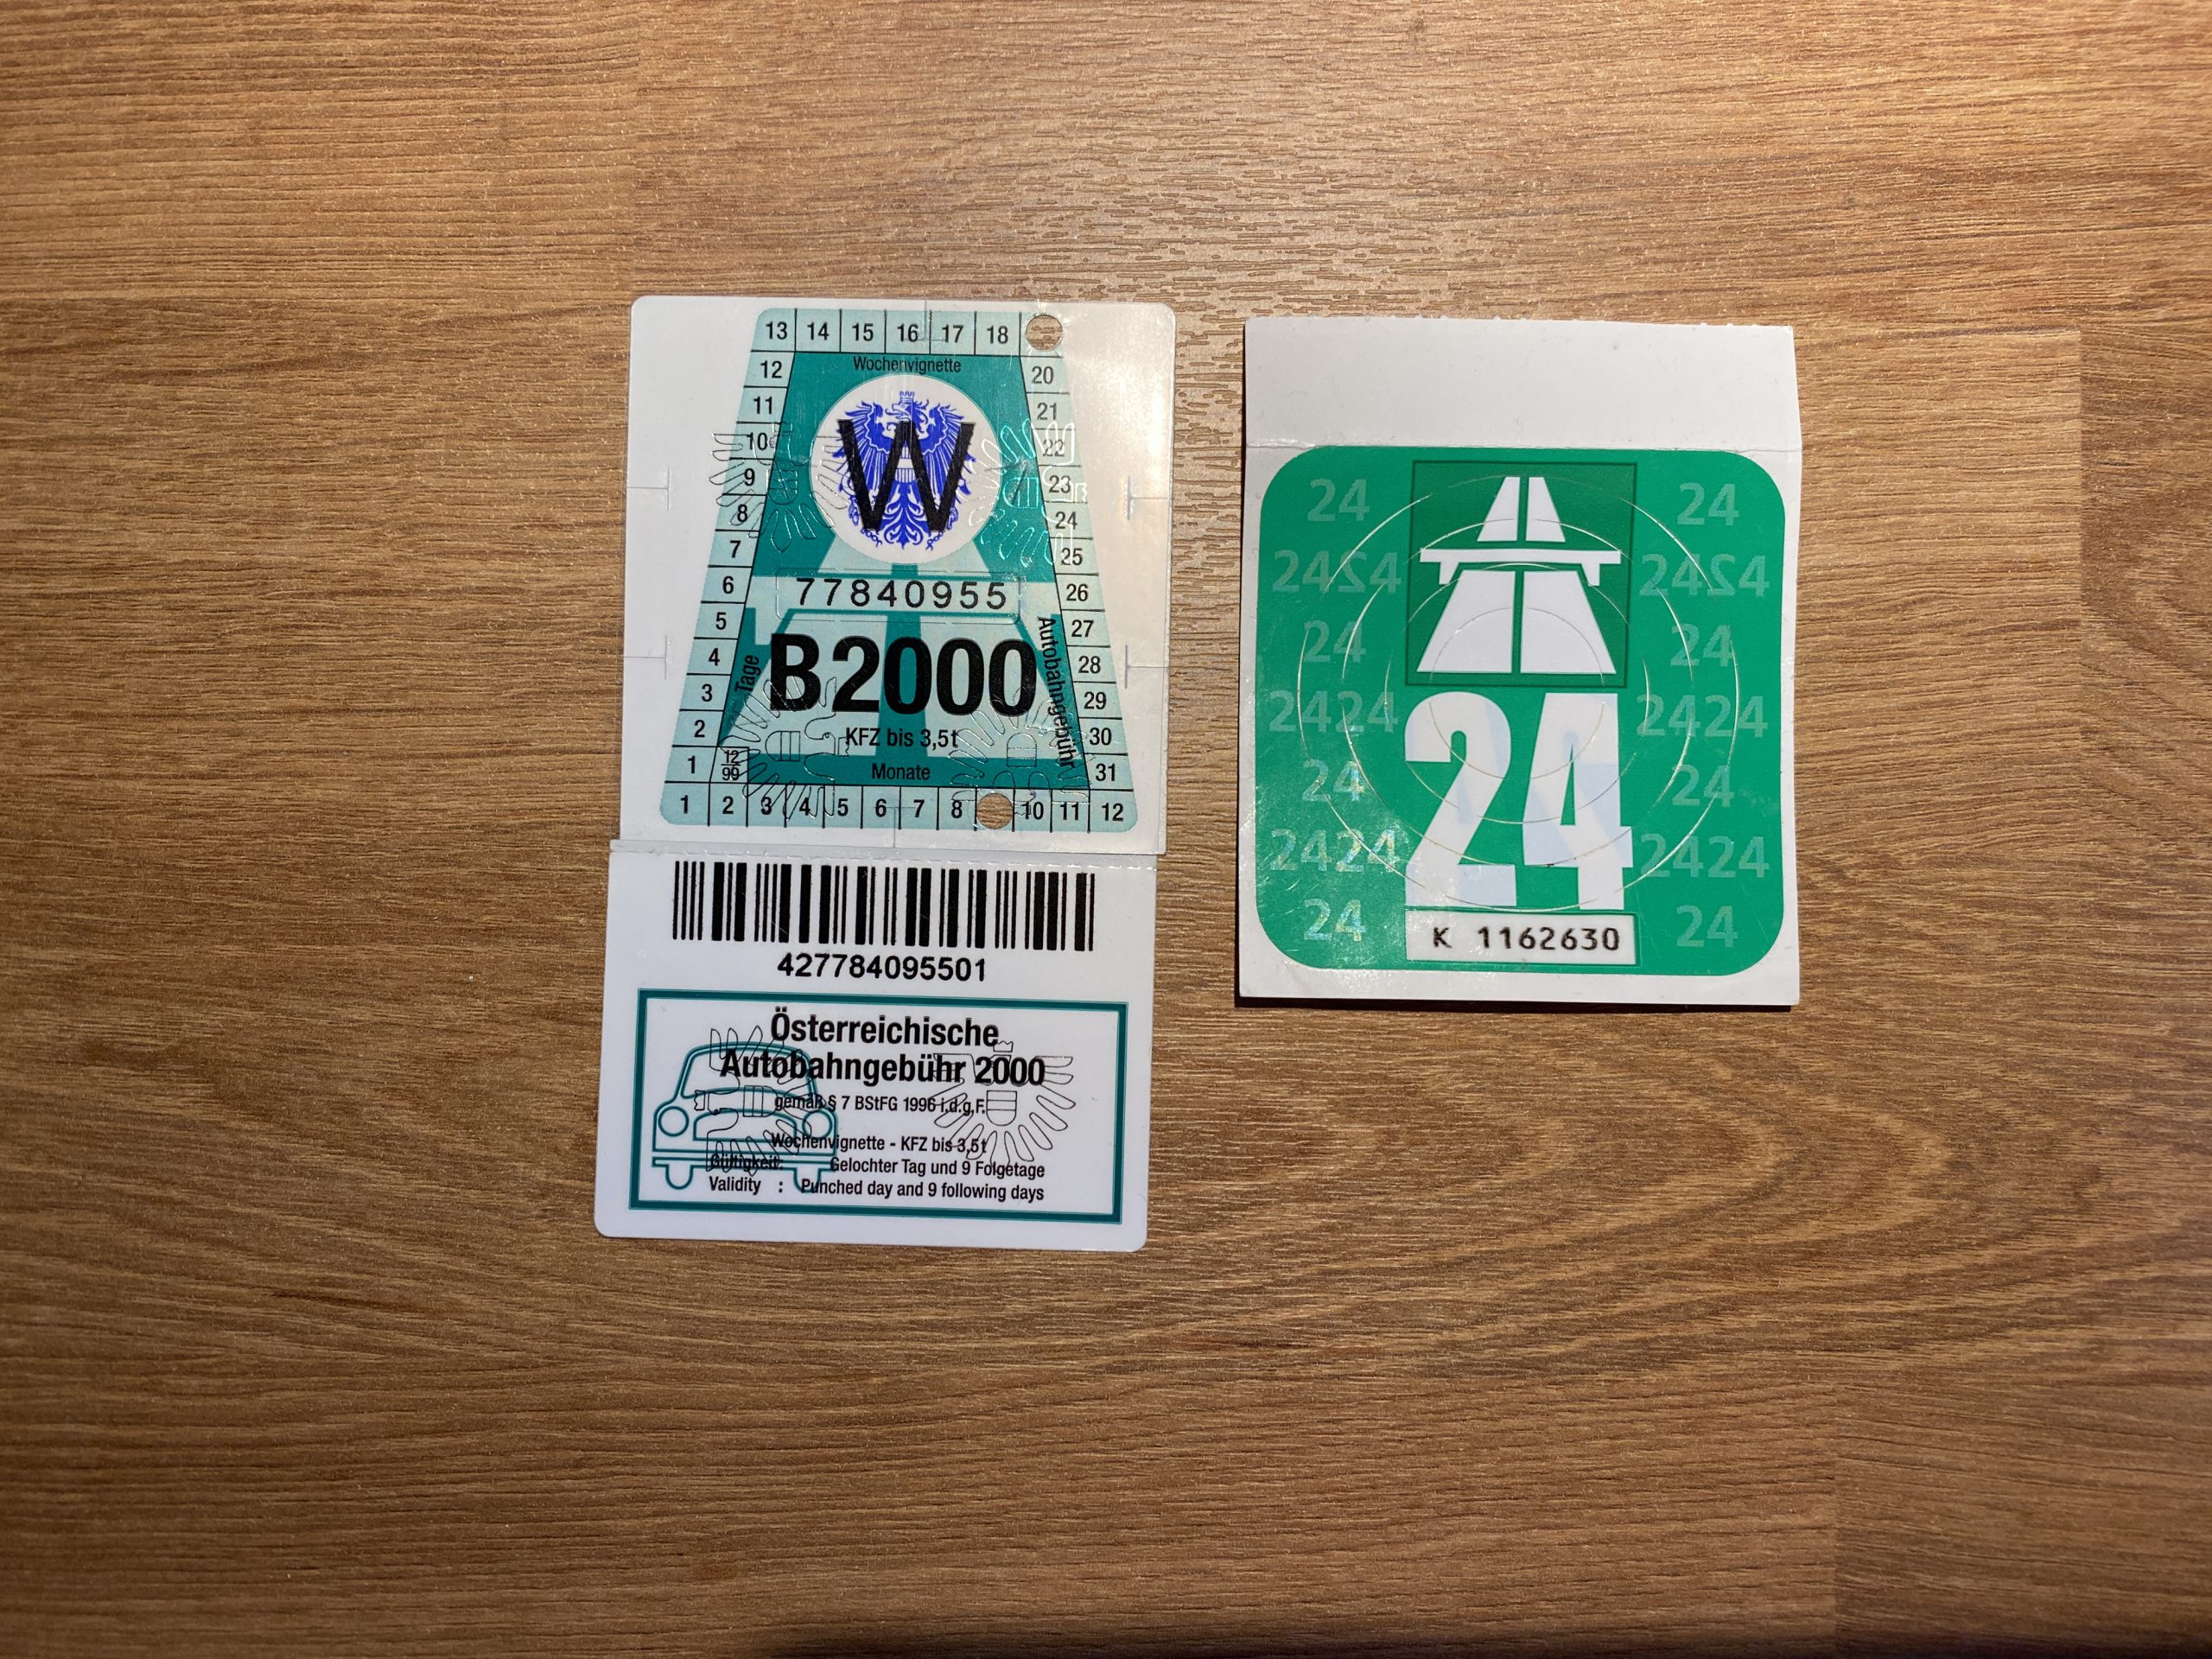 13 14 15 16 17 18
12 Wochenvignette 20
11 21
10 22
9 W 23
8 24
7 25
6 77840955 26
5 27
4 B2000 28
3 Tage Autobahngebühr 29
2 KFZ bis 3,5t 30
1 12 99 Monate 31
1 2 3 4 5 6 7 8 10 11 12
427784095501
Österreichische
Autobahngebühr 2000
gemäß § 7 BStFG 1996 i.d.g.F.
Wochenvignette - KFZ bis 3,5t
Gültigkeit: Gelochter Tag und 9 Folgetage
Validity : Punched day and 9 following days
24 24
2424 2424
24 24
2424 2424
24 24
2424 2424
24 24
24
K 1162630